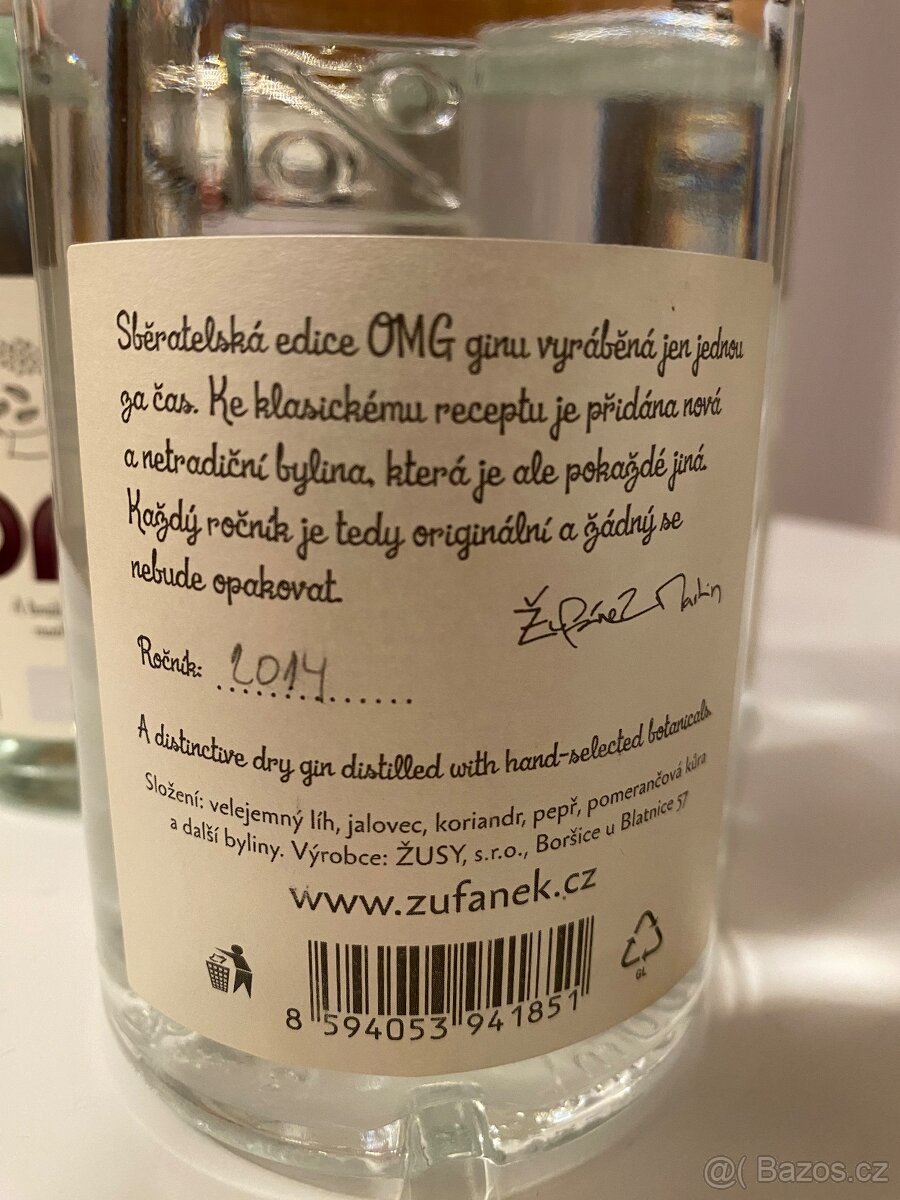 Sběratelská edice OMG ginu vyráběná jen jednou
za čas. Ke klasickému receptu je přidána nová
a netradiční bylina, která je ale pokaždé jiná.
Každý ročník je tedy originální a žádný se
nebude opakovat.
Žufánek Martin
Ročník: 2014
A distinctive dry gin distilled with hand-selected botanicals.
Složení: velejemný líh, jalovec, koriandr, pepř, pomerančová kůra
a další byliny. Výrobce: ŽUSY, s.r.o., Boršice u Blatnice 57
www.zufanek.cz
GL
8 594053 941851
@( Bazos.cz